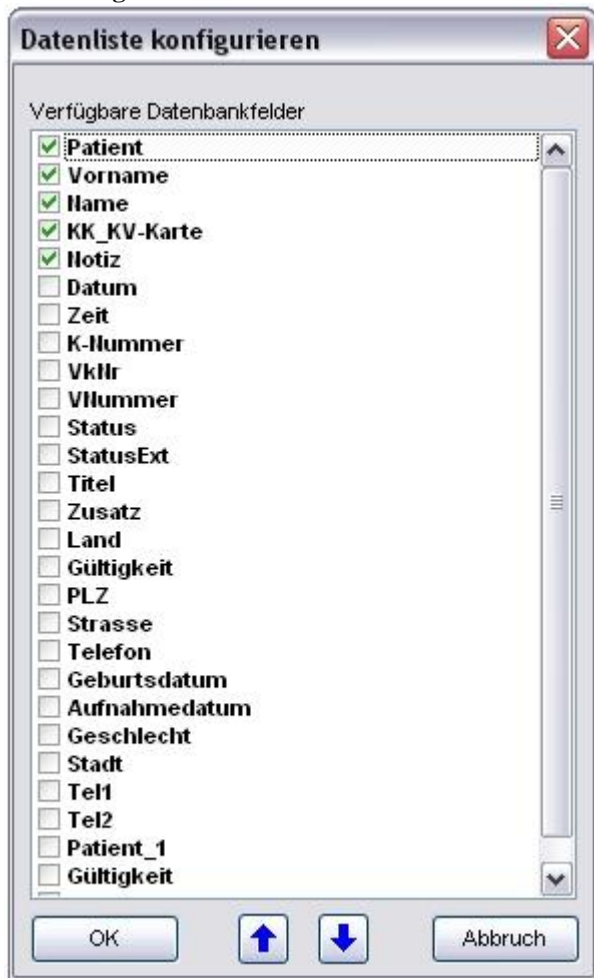 Datenliste konfigurieren
Verfügbare Datenbankfelder
Patient
Vorname
Name
KK_KV-Karte
Notiz
Datum
Zeit
K-Nummer
VkNr
VNummer
Status
StatusExt
Titel
Zusatz
Land
Gültigkeit
PLZ
Strasse
Telefon
Geburtsdatum
Aufnahmedatum
Geschlecht
Stadt
Tel1
Tel2
Patient_1
Gültigkeit
OK Abbruch